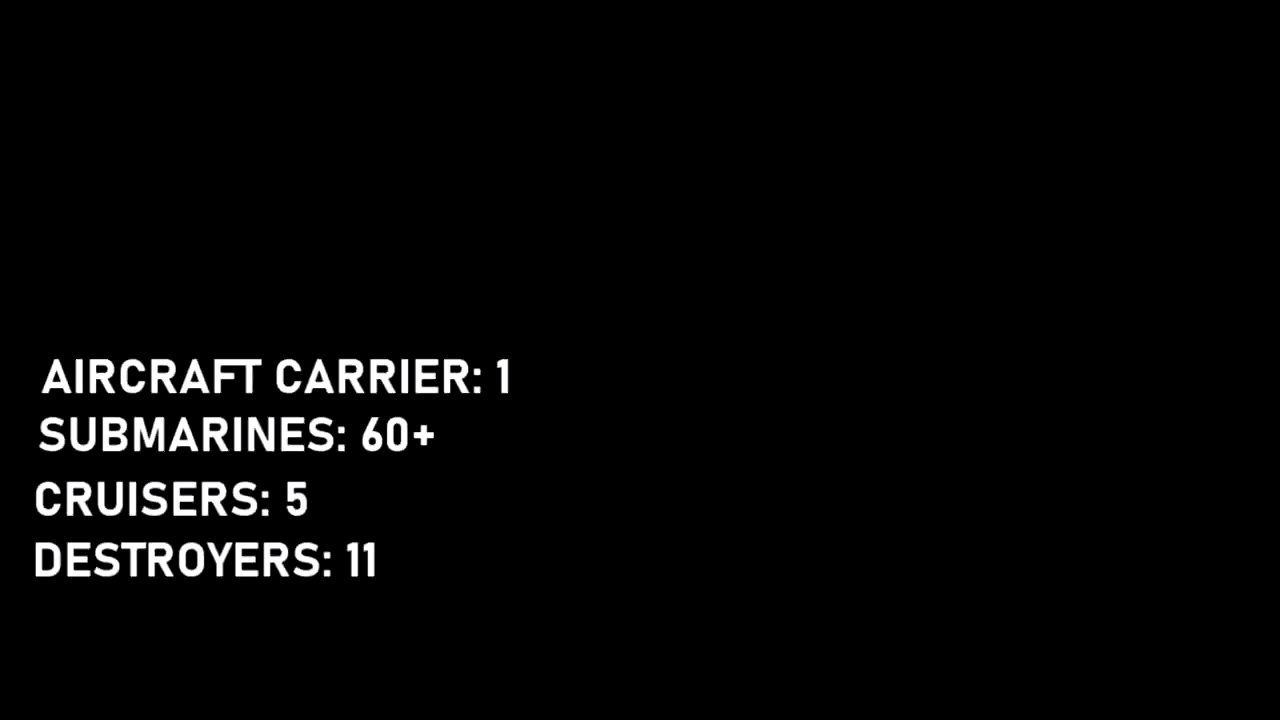 AIRCRAFT CARRIER: 1
SUBMARINES: 60+
CRUISERS: 5
DESTROYERS: 11